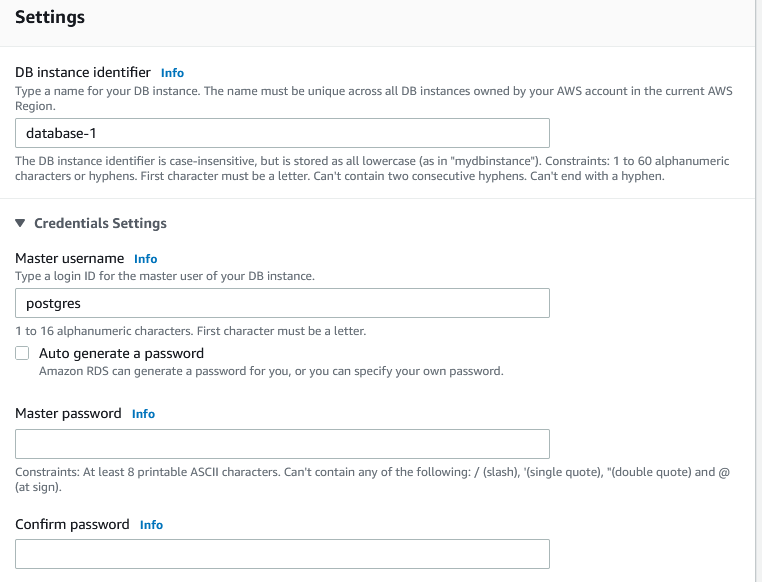 Settings
DB instance identifier Info
Type a name for your DB instance. The name must be unique across all DB instances owned by your AWS account in the current AWS
Region.
database-1
The DB instance identifier is case-insensitive, but is stored as all lowercase (as in "mydbinstance"). Constraints: 1 to 60 alphanumeric
characters or hyphens. First character must be a letter. Can't contain two consecutive hyphens. Can't end with a hyphen.
Credentials Settings
Master username Info
Type a login ID for the master user of your DB instance.
postgres
1 to 16 alphanumeric characters. First character must be a letter.
Auto generate a password
Amazon RDS can generate a password for you, or you can specify your own password.
Master password Info
Constraints: At least 8 printable ASCII characters. Can't contain any of the following: / (slash), '(single quote), "(double quote) and @
(at sign).
Confirm password Info